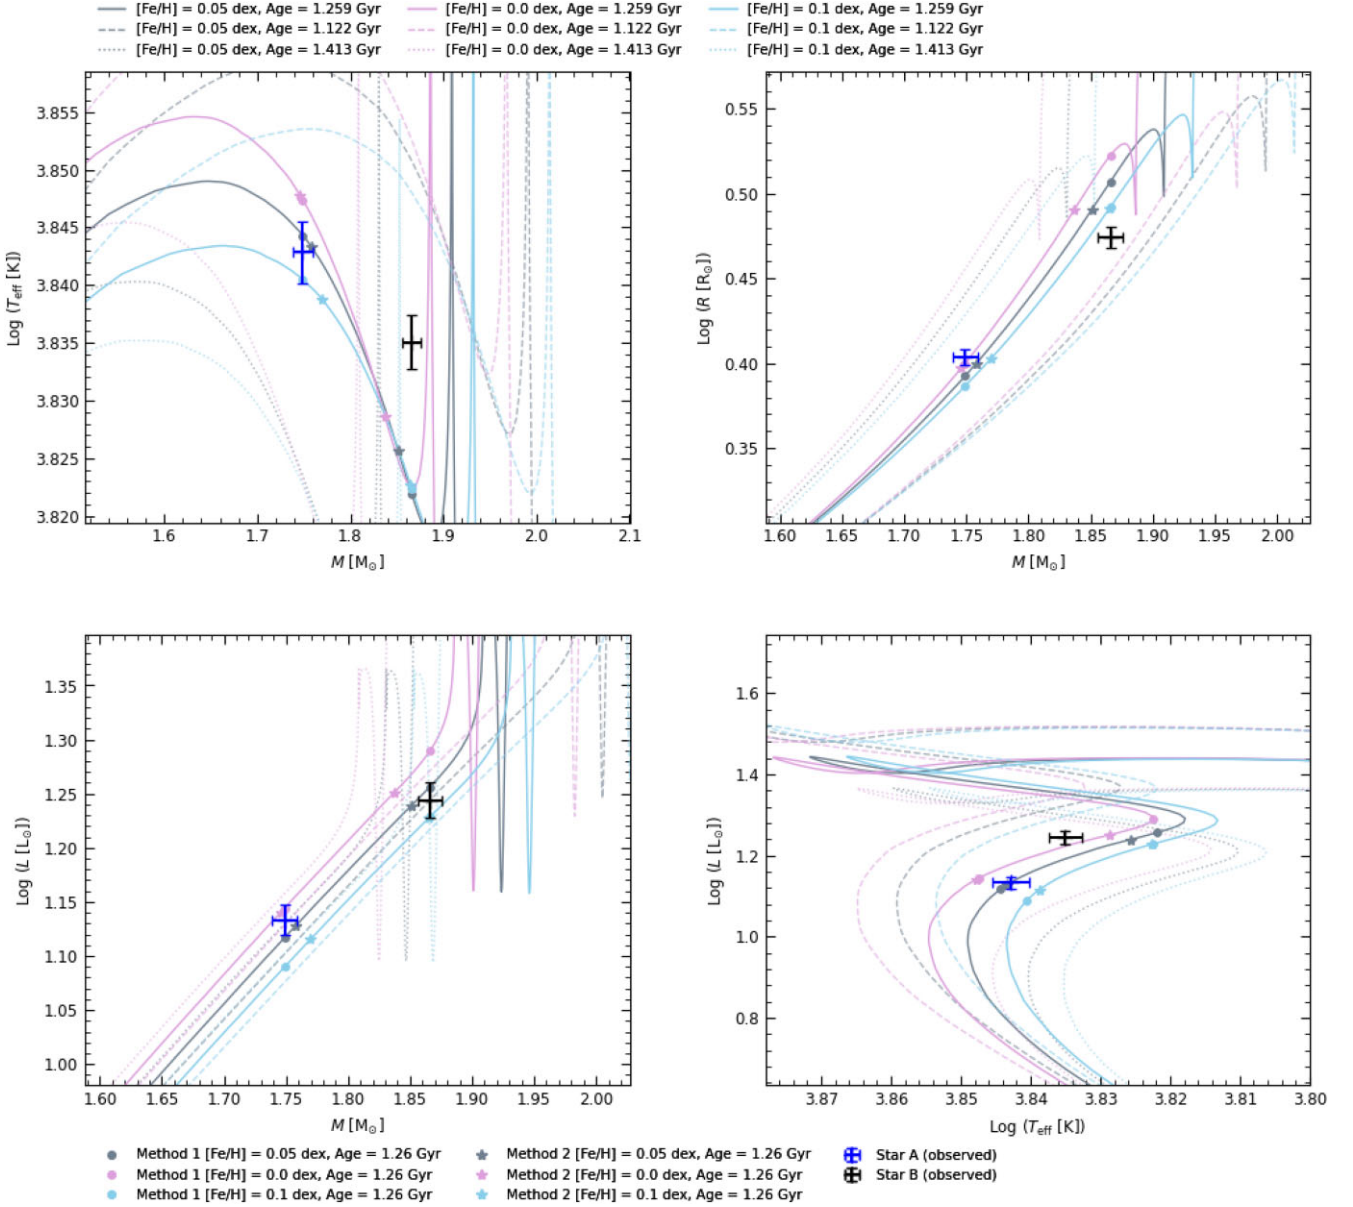 [Fe/H] = 0.05 dex, Age = 1.259 Gyr [Fe/H] = 0.0 dex, Age = 1.259 Gyr [Fe/H] = 0.1 dex, Age = 1.259 Gyr
[Fe/H] = 0.05 dex, Age = 1.122 Gyr [Fe/H] = 0.0 dex, Age = 1.122 Gyr [Fe/H] = 0.1 dex, Age = 1.122 Gyr
[Fe/H] = 0.05 dex, Age = 1.413 Gyr [Fe/H] = 0.0 dex, Age = 1.413 Gyr [Fe/H] = 0.1 dex, Age = 1.413 Gyr
Log (Teff [K])
3.855
3.850
3.845
3.840
3.835
3.830
3.825
3.820
1.6 1.7 1.8 1.9 2.0 2.1
M [M⊙]
Log (R [R⊙])
0.55
0.50
0.45
0.40
0.35
1.60 1.65 1.70 1.75 1.80 1.85 1.90 1.95 2.00
M [M⊙]
Log (L [L⊙])
1.35
1.30
1.25
1.20
1.15
1.10
1.05
1.00
1.60 1.65 1.70 1.75 1.80 1.85 1.90 1.95 2.00
M [M⊙]
Log (L [L⊙])
1.6
1.4
1.2
1.0
0.8
3.87 3.86 3.85 3.84 3.83 3.82 3.81 3.80
Log (Teff [K])
Method 1 [Fe/H] = 0.05 dex, Age = 1.26 Gyr Method 2 [Fe/H] = 0.05 dex, Age = 1.26 Gyr Star A (observed)
Method 1 [Fe/H] = 0.0 dex, Age = 1.26 Gyr Method 2 [Fe/H] = 0.0 dex, Age = 1.26 Gyr Star B (observed)
Method 1 [Fe/H] = 0.1 dex, Age = 1.26 Gyr Method 2 [Fe/H] = 0.1 dex, Age = 1.26 Gyr